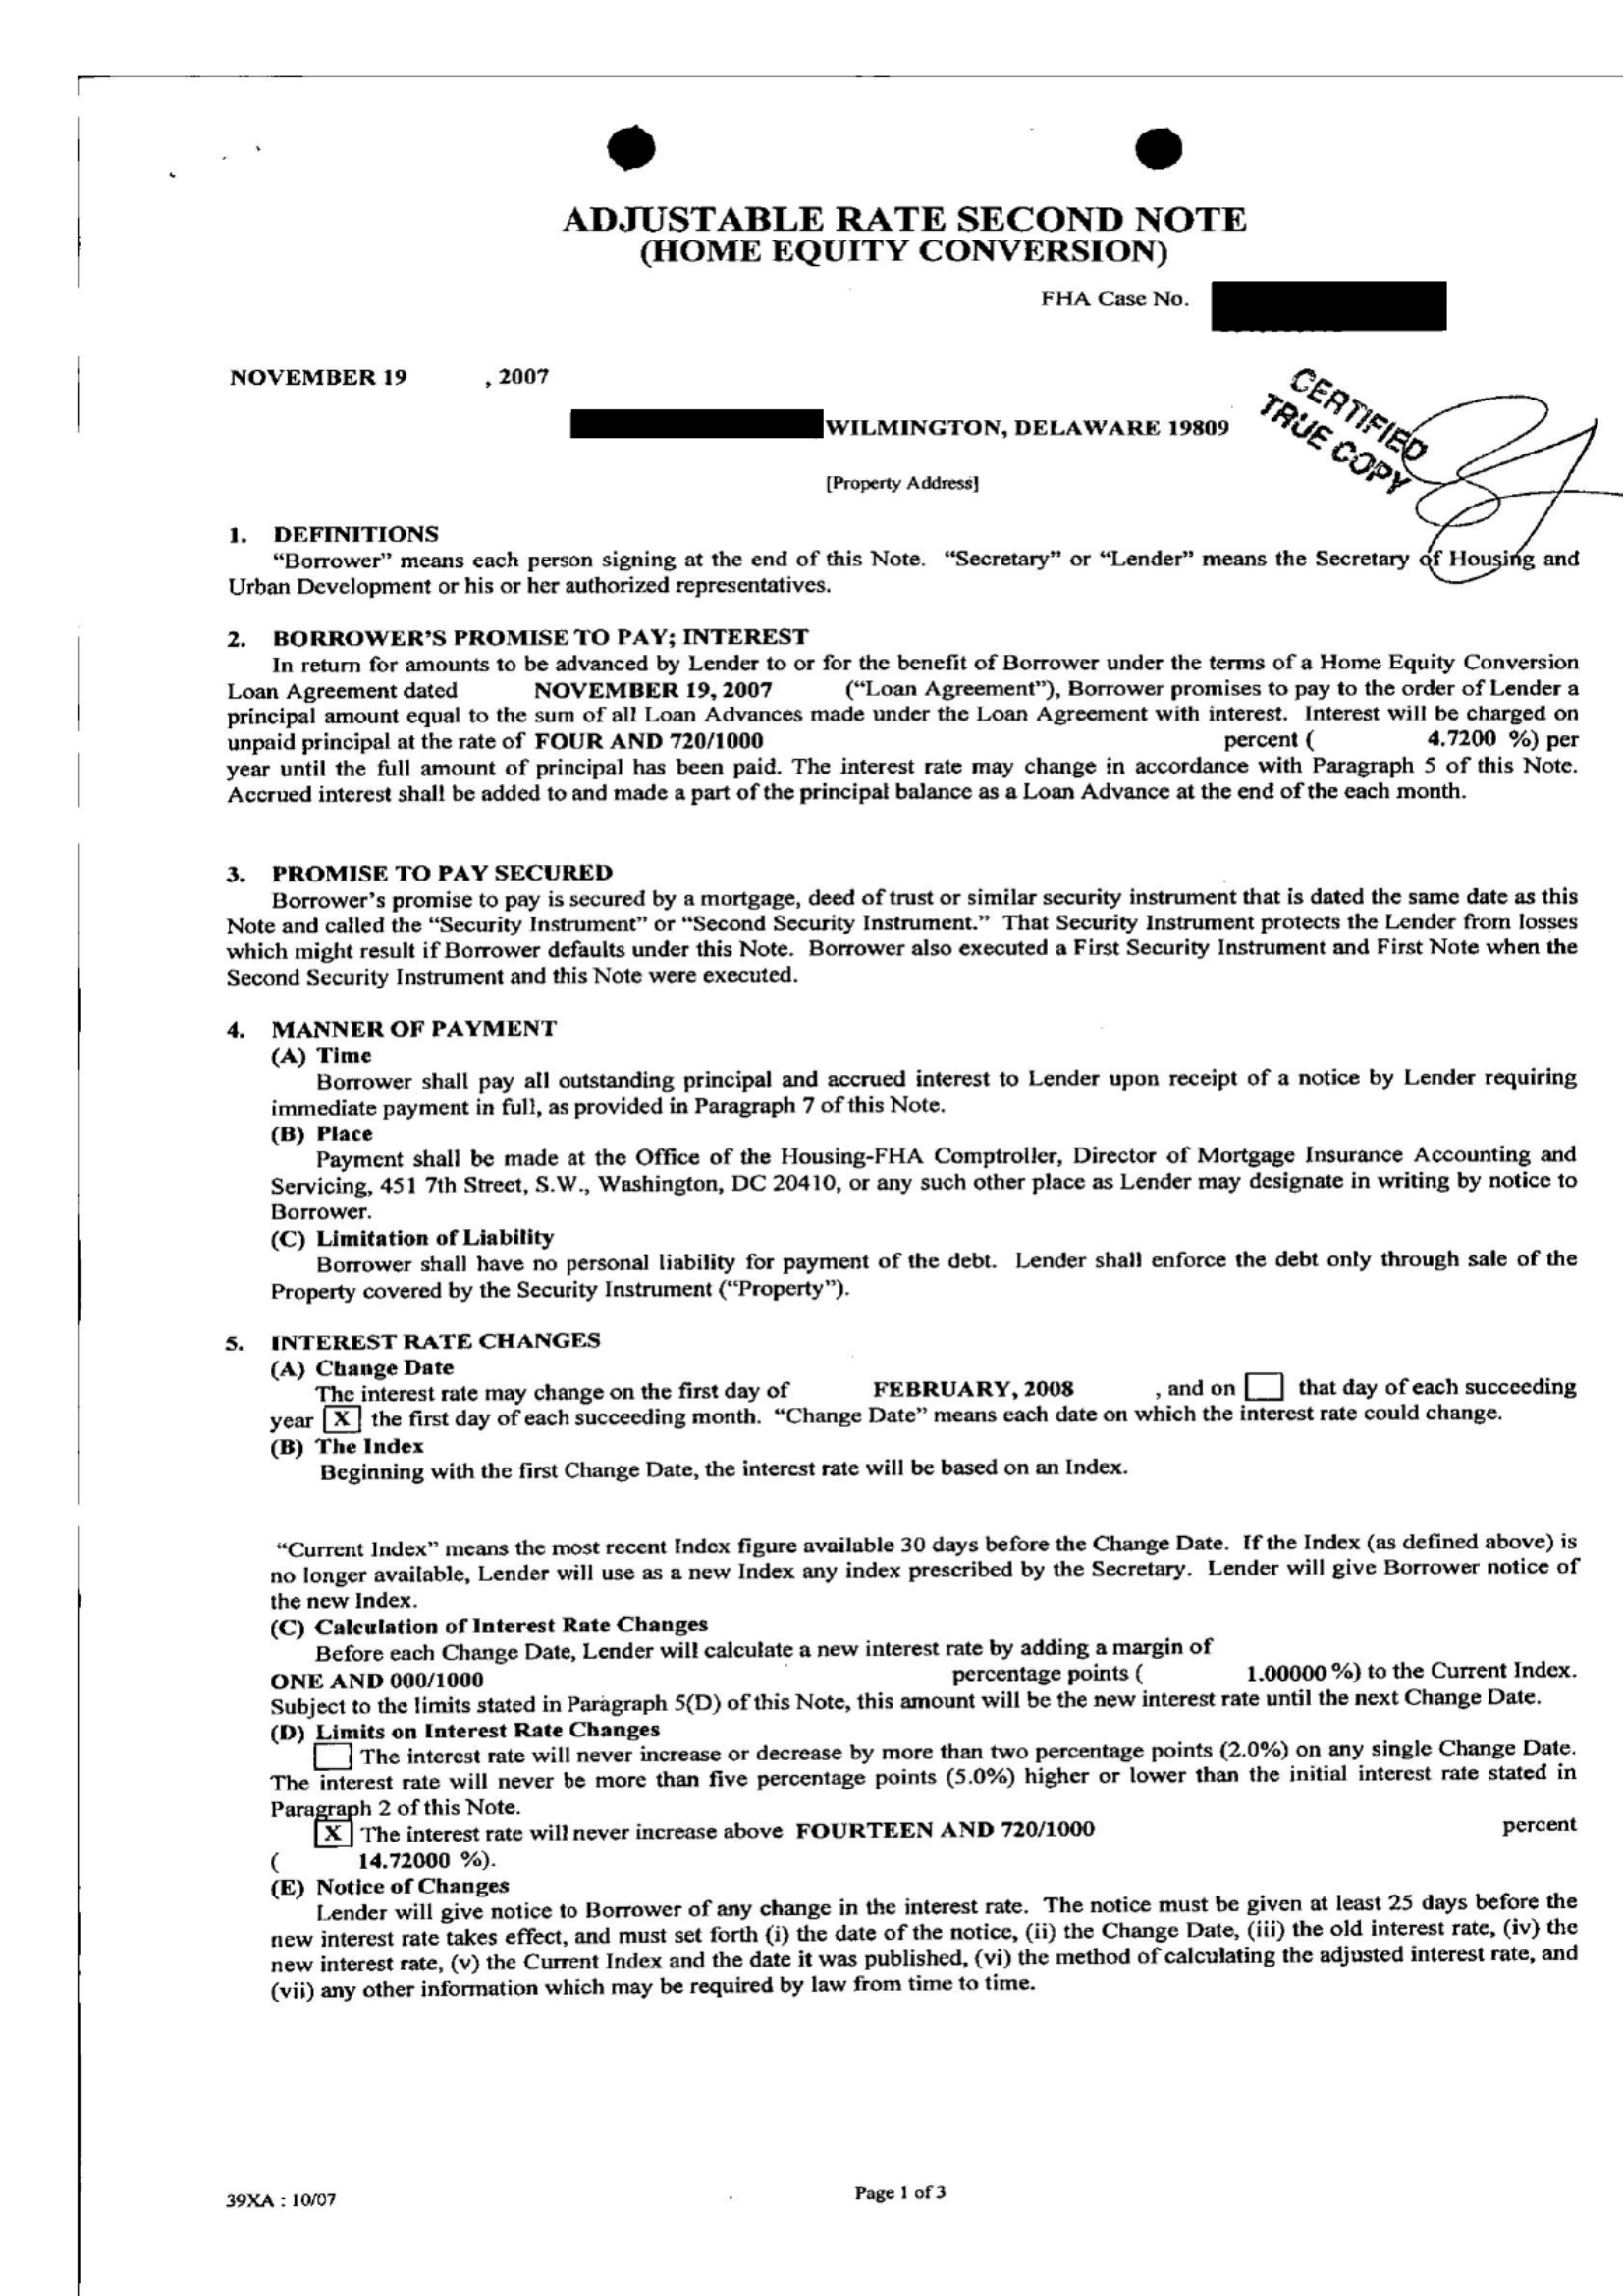 ADJUSTABLE RATE SECOND NOTE
(HOME EQUITY CONVERSION)
FHA Case No.
NOVEMBER 19 , 2007
WILMINGTON, DELAWARE 19809
CERTIFIED
TRUE COPY
[Property Address]
1. DEFINITIONS
“Borrower” means each person signing at the end of this Note. “Secretary” or “Lender” means the Secretary of Housing and
Urban Development or his or her authorized representatives.
2. BORROWER’S PROMISE TO PAY; INTEREST
In return for amounts to be advanced by Lender to or for the benefit of Borrower under the terms of a Home Equity Conversion
Loan Agreement dated NOVEMBER 19, 2007 (“Loan Agreement”), Borrower promises to pay to the order of Lender a
principal amount equal to the sum of all Loan Advances made under the Loan Agreement with interest. Interest will be charged on
unpaid principal at the rate of FOUR AND 720/1000 percent ( 4.7200 %) per
year until the full amount of principal has been paid. The interest rate may change in accordance with Paragraph 5 of this Note.
Accrued interest shall be added to and made a part of the principal balance as a Loan Advance at the end of the each month.
3. PROMISE TO PAY SECURED
Borrower’s promise to pay is secured by a mortgage, deed of trust or similar security instrument that is dated the same date as this
Note and called the “Security Instrument” or “Second Security Instrument.” That Security Instrument protects the Lender from losses
which might result if Borrower defaults under this Note. Borrower also executed a First Security Instrument and First Note when the
Second Security Instrument and this Note were executed.
4. MANNER OF PAYMENT
(A) Time
Borrower shall pay all outstanding principal and accrued interest to Lender upon receipt of a notice by Lender requiring
immediate payment in full, as provided in Paragraph 7 of this Note.
(B) Place
Payment shall be made at the Office of the Housing-FHA Comptroller, Director of Mortgage Insurance Accounting and
Servicing, 451 7th Street, S.W., Washington, DC 20410, or any such other place as Lender may designate in writing by notice to
Borrower.
(C) Limitation of Liability
Borrower shall have no personal liability for payment of the debt. Lender shall enforce the debt only through sale of the
Property covered by the Security Instrument (“Property”).
5. INTEREST RATE CHANGES
(A) Change Date
The interest rate may change on the first day of FEBRUARY, 2008 , and on that day of each succeeding
year X the first day of each succeeding month. “Change Date” means each date on which the interest rate could change.
(B) The Index
Beginning with the first Change Date, the interest rate will be based on an Index.
“Current Index” means the most recent Index figure available 30 days before the Change Date. If the Index (as defined above) is
no longer available, Lender will use as a new Index any index prescribed by the Secretary. Lender will give Borrower notice of
the new Index.
(C) Calculation of Interest Rate Changes
Before each Change Date, Lender will calculate a new interest rate by adding a margin of
ONE AND 000/1000 percentage points ( 1.00000 %) to the Current Index.
Subject to the limits stated in Paragraph 5(D) of this Note, this amount will be the new interest rate until the next Change Date.
(D) Limits on Interest Rate Changes
The interest rate will never increase or decrease by more than two percentage points (2.0%) on any single Change Date.
The interest rate will never be more than five percentage points (5.0%) higher or lower than the initial interest rate stated in
Paragraph 2 of this Note.
X The interest rate will never increase above FOURTEEN AND 720/1000 percent
( 14.72000 %).
(E) Notice of Changes
Lender will give notice to Borrower of any change in the interest rate. The notice must be given at least 25 days before the
new interest rate takes effect, and must set forth (i) the date of the notice, (ii) the Change Date, (iii) the old interest rate, (iv) the
new interest rate, (v) the Current Index and the date it was published, (vi) the method of calculating the adjusted interest rate, and
(vii) any other information which may be required by law from time to time.
39XA : 10/07
Page 1 of 3